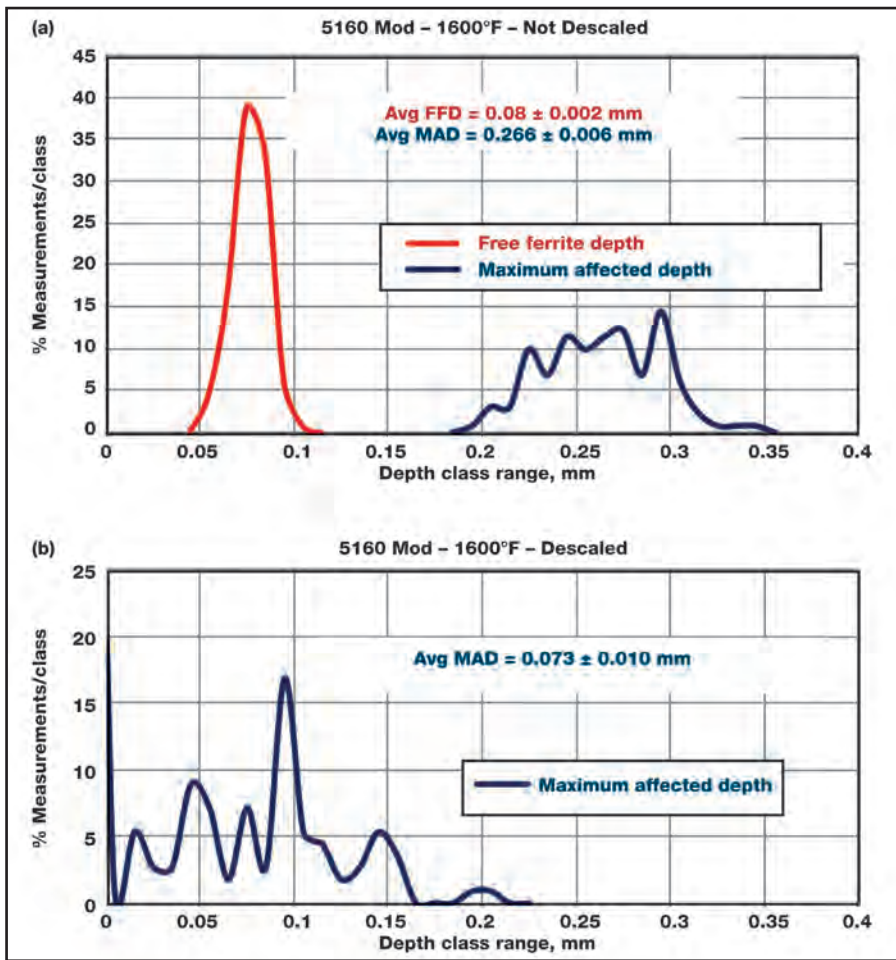 (a)
5160 Mod – 1600°F – Not Descaled
45
40
35
30
25
20
15
10
5
0
% Measurements/class
Avg FFD = 0.08 ± 0.002 mm
Avg MAD = 0.266 ± 0.006 mm
Free ferrite depth
Maximum affected depth
0 0.05 0.1 0.15 0.2 0.25 0.3 0.35 0.4
Depth class range, mm
(b)
5160 Mod – 1600°F – Descaled
25
20
15
10
5
0
% Measurements/class
Avg MAD = 0.073 ± 0.010 mm
Maximum affected depth
0 0.05 0.1 0.15 0.2 0.25 0.3 0.35 0.4
Depth class range, mm